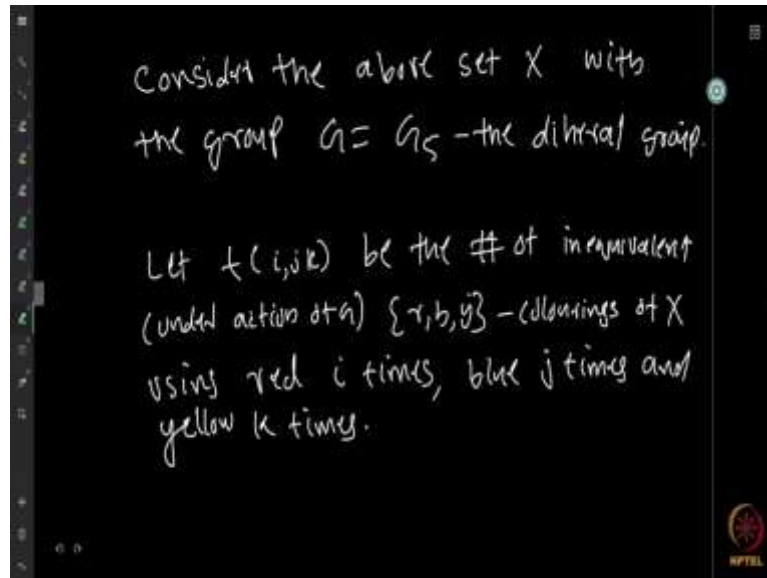 Consider the above set X with
the group G = G5 - the dihedral group.
Let t(i,j,k) be the # of inequivalent
(under action of G) {r,b,y} - colourings of X
using red i times, blue j times and
yellow k times.
NPTEL